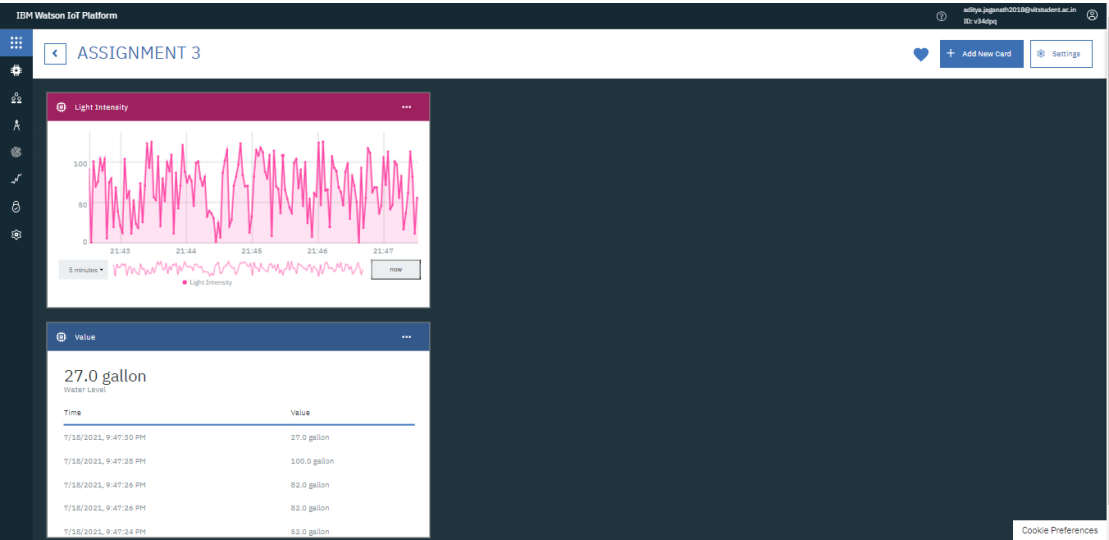 IBM Watson IoT Platform
aditya.jaganath2018@vitstudent.ac.in
ID: v34dpq
ASSIGNMENT 3
+ Add New Card
Settings
Light Intensity
100
50
0
21:43 21:44 21:45 21:46 21:47
5 minutes
now
Light Intensity
Value
27.0 gallon
Water Level
Time Value
7/18/2021, 9:47:30 PM 27.0 gallon
7/18/2021, 9:47:28 PM 100.0 gallon
7/18/2021, 9:47:26 PM 82.0 gallon
7/18/2021, 9:47:26 PM 82.0 gallon
7/18/2021, 9:47:24 PM 52.0 gallon
Cookie Preferences